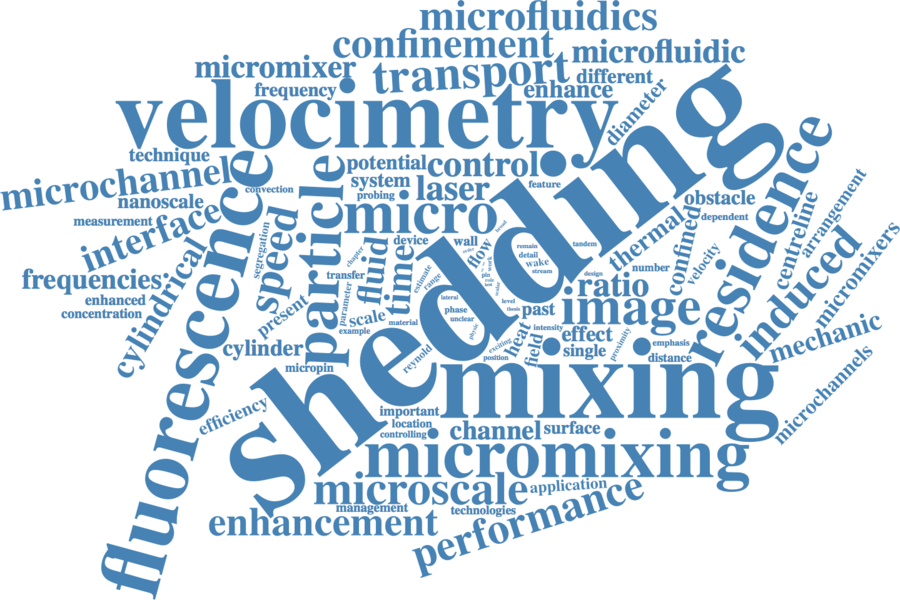 microfluidics
confinement
microfluidic
micromixer
transport
different
frequency
enhance
velocimetry
diameter
technique
potential
control
microchannel
convection
system
laser
feature
probing
nanoscale
fluorescence
particle
micro
shedding
residence
obstacle
measurement
interface
segregation
speed
dependent
arrangement
centreline
confined
thermal
device
wall
flow
remain
detail
wake
stream
tandem
chapter
fluid
time
velocity
micromixers
frequencies
cylindrical
transfer
estimate
range
design
number
induced
enhanced
concentration
present
parameter
scale
lateral
phase
unclear
level
past
ratio
image
example
material
physic
intensity
effect
mechanic
cylinder
reynold
exciting
position
heat
field
single
proximity
emphasis
distance
micropin
mixing
microchannels
efficiency
important
location
controlling
channel
surface
micromixing
microscale
application
management
technologies
enhancement
performance